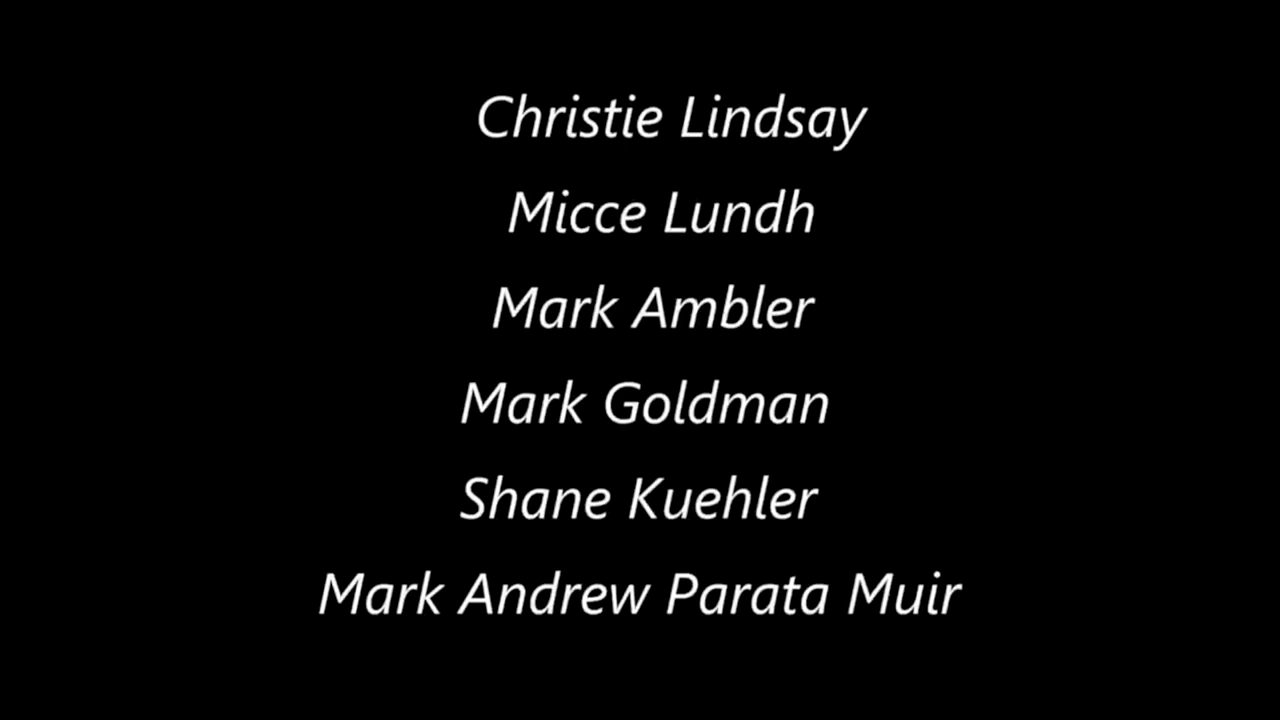 Christie Lindsay
Micce Lundh
Mark Ambler
Mark Goldman
Shane Kuehler
Mark Andrew Parata Muir